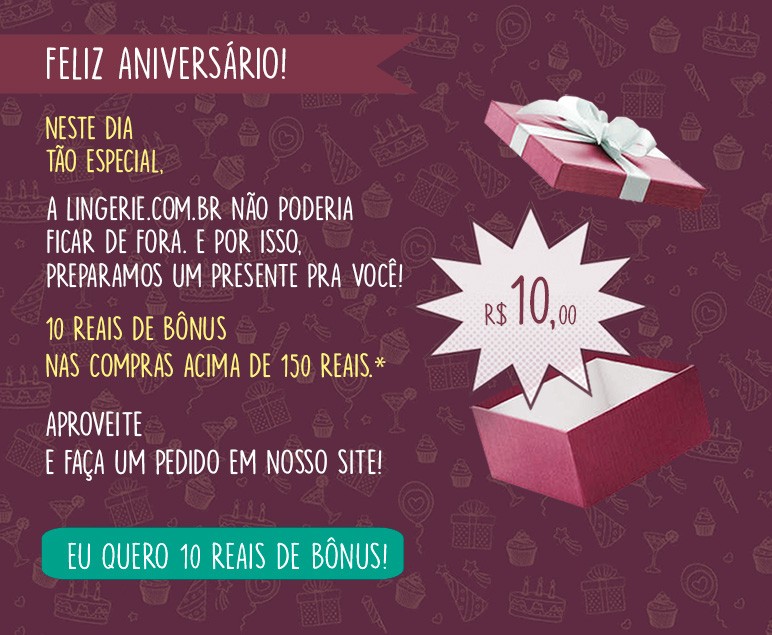 FELIZ ANIVERSÁRIO!
NESTE DIA
TÃO ESPECIAL,
A LINGERIE.COM.BR NÃO PODERIA
FICAR DE FORA. E POR ISSO,
PREPARAMOS UM PRESENTE PRA VOCÊ!
10 REAIS DE BÔNUS
NAS COMPRAS ACIMA DE 150 REAIS.*
APROVEITE
E FAÇA UM PEDIDO EM NOSSO SITE!
EU QUERO 10 REAIS DE BÔNUS!
R$ 10,00